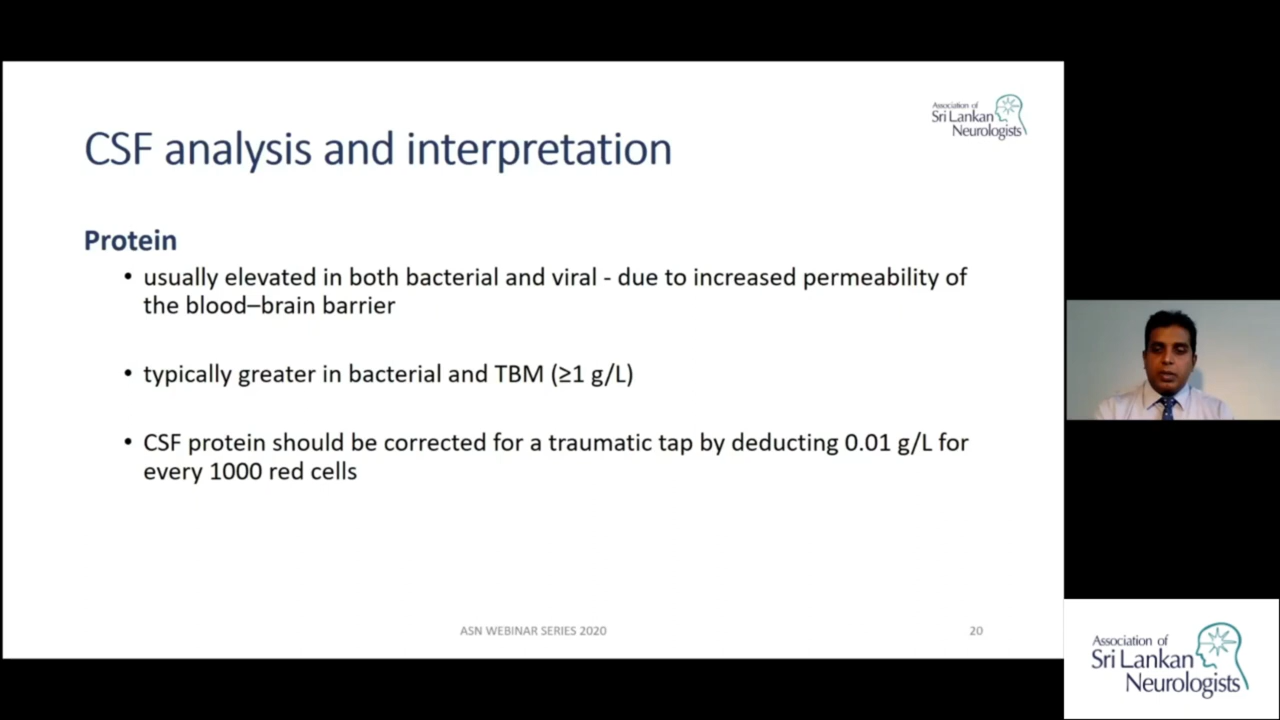 Association of
Sri Lankan
Neurologists
CSF analysis and interpretation
Protein
• usually elevated in both bacterial and viral - due to increased permeability of
the blood–brain barrier
• typically greater in bacterial and TBM (≥1 g/L)
• CSF protein should be corrected for a traumatic tap by deducting 0.01 g/L for
every 1000 red cells
ASN WEBINAR SERIES 2020
20
Association of
Sri Lankan
Neurologists